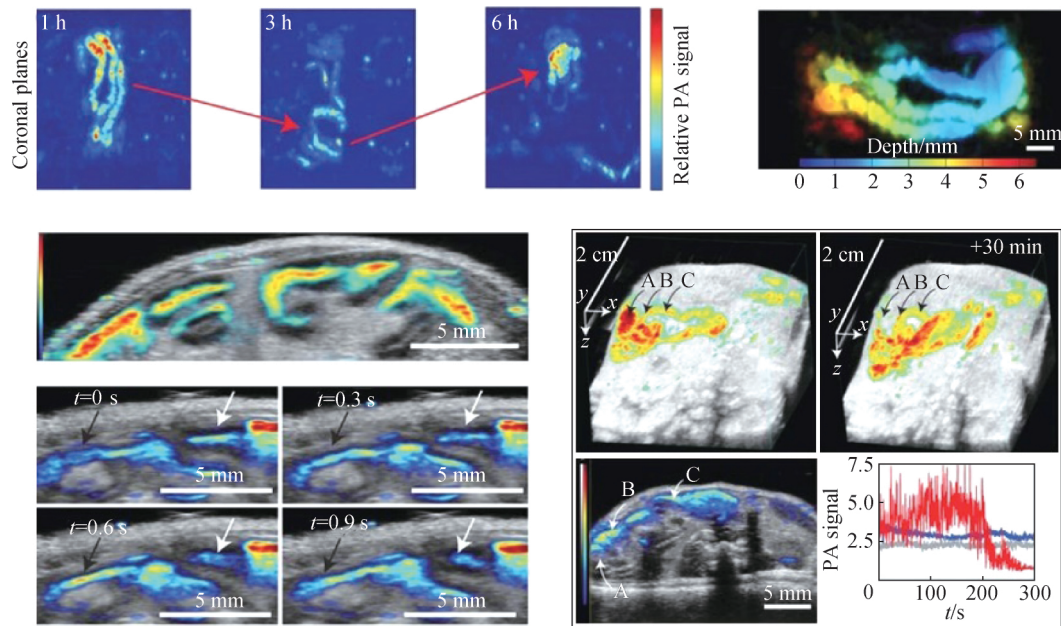 1 h
3 h
6 h
Coronal planes
Relative PA signal
Depth/mm
5 mm
0 1 2 3 4 5 6
5 mm
2 cm
A B C
y
x
z
2 cm
+30 min
A B C
y
x
z
t=0 s
5 mm
t=0.3 s
5 mm
t=0.6 s
5 mm
t=0.9 s
5 mm
B
C
A
5 mm
PA signal
7.5
5.0
2.5
0 100 200 300
t/s